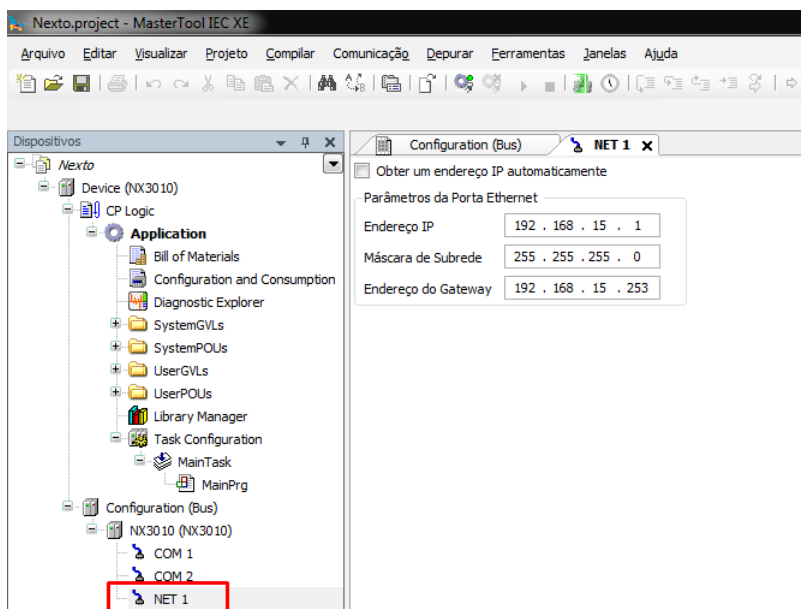 Nexto.project - MasterTool IEC XE
Arquivo Editar Visualizar Projeto Compilar Comunicação Depurar Ferramentas Janelas Ajuda
Dispositivos
Configuration (Bus) NET 1
Nexto
Device (NX3010)
CP Logic
Application
Bill of Materials
Configuration and Consumption
Diagnostic Explorer
SystemGVLs
SystemPOUs
UserGVLs
UserPOUs
Library Manager
Task Configuration
MainTask
MainPrg
Configuration (Bus)
NX3010 (NX3010)
COM 1
COM 2
NET 1
Obter um endereço IP automaticamente
Parâmetros da Porta Ethernet
Endereço IP 192 . 168 . 15 . 1
Máscara de Subrede 255 . 255 . 255 . 0
Endereço do Gateway 192 . 168 . 15 . 253